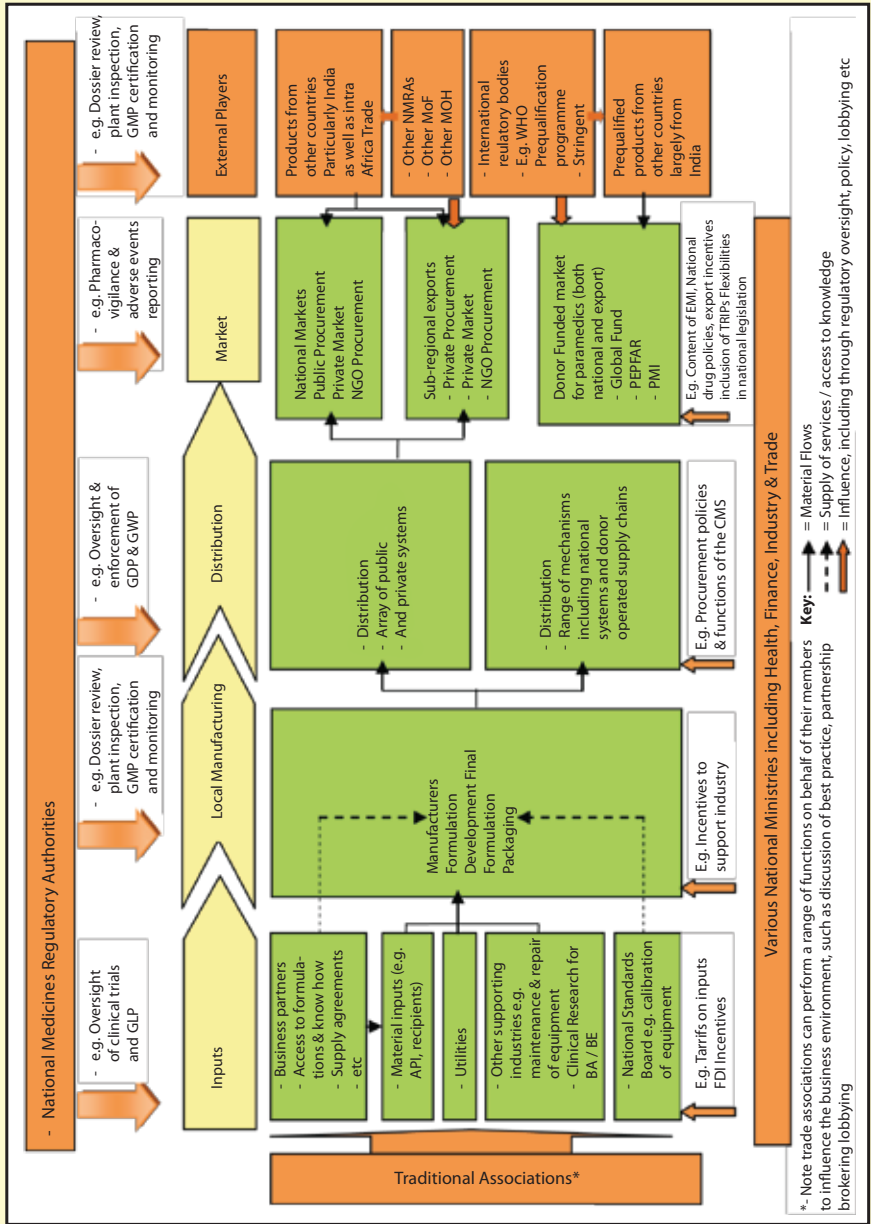 - National Medicines Regulatory Authorities
- e.g. Oversight
of clinical trials
and GLP
- e.g. Dossier review,
plant inspection,
GMP certification
and monitoring
- e.g. Oversight &
enforcement of
GDP & GWP
- e.g. Pharmaco-
vigilance &
adverse events
reporting
- e.g. Dossier review,
plant inspection,
GMP certification
and monitoring
Inputs
Local Manufacturing
Distribution
Market
External Players
- Business partners
- Access to formula-
tions & know how
- Supply agreements
- etc
- Material inputs (e.g.
API, recipients)
- Utilities
- Other supporting
industries e.g.
maintenance & repair
of equipment
- Clinical Research for
BA / BE
- National Standards
Board e.g. calibration
of equipment
Manufacturers
Formulation
Development Final
Formulation
Packaging
- Distribution
- Array of public
- And private systems
- Distribution
- Range of mechanisms
including national
systems and donor
operated supply chains
National Markets
Public Procurement
Private Market
NGO Procurement
Sub-regional exports
- Private Procurement
- Private Market
- NGO Procurement
Donor Funded market
for paramedics (both
national and export)
- Global Fund
- PEPFAR
- PMI
Products from
other countries
Particularly India
as well as intra
Africa Trade
- Other NMRAs
- Other MoF
- Other MOH
- International
reulatory bodies
- E.g. WHO
Prequalification
programme
- Stringent
Prequalified
products from
other countries
largely from
India
E.g. Tarrifs on inputs
FDI Incentives
E.g. Incentives to
support industry
E.g. Procurement policies
& functions of the CMS
E.g. Content of EMI, National
drug policies, export incentives
inclusion of TRIPs Flexibilities
in national legislation
Traditional Associations*
Various National Ministries including Health, Finance, Industry & Trade
*- Note trade associations can perform a range of functions on behalf of their members
to influence the business environment, such as discussion of best practice, partnership
brokering lobbying
Key: = Material Flows
= Supply of services / access to knowledge
= Influence, including through regulatory oversight, policy, lobbying etc